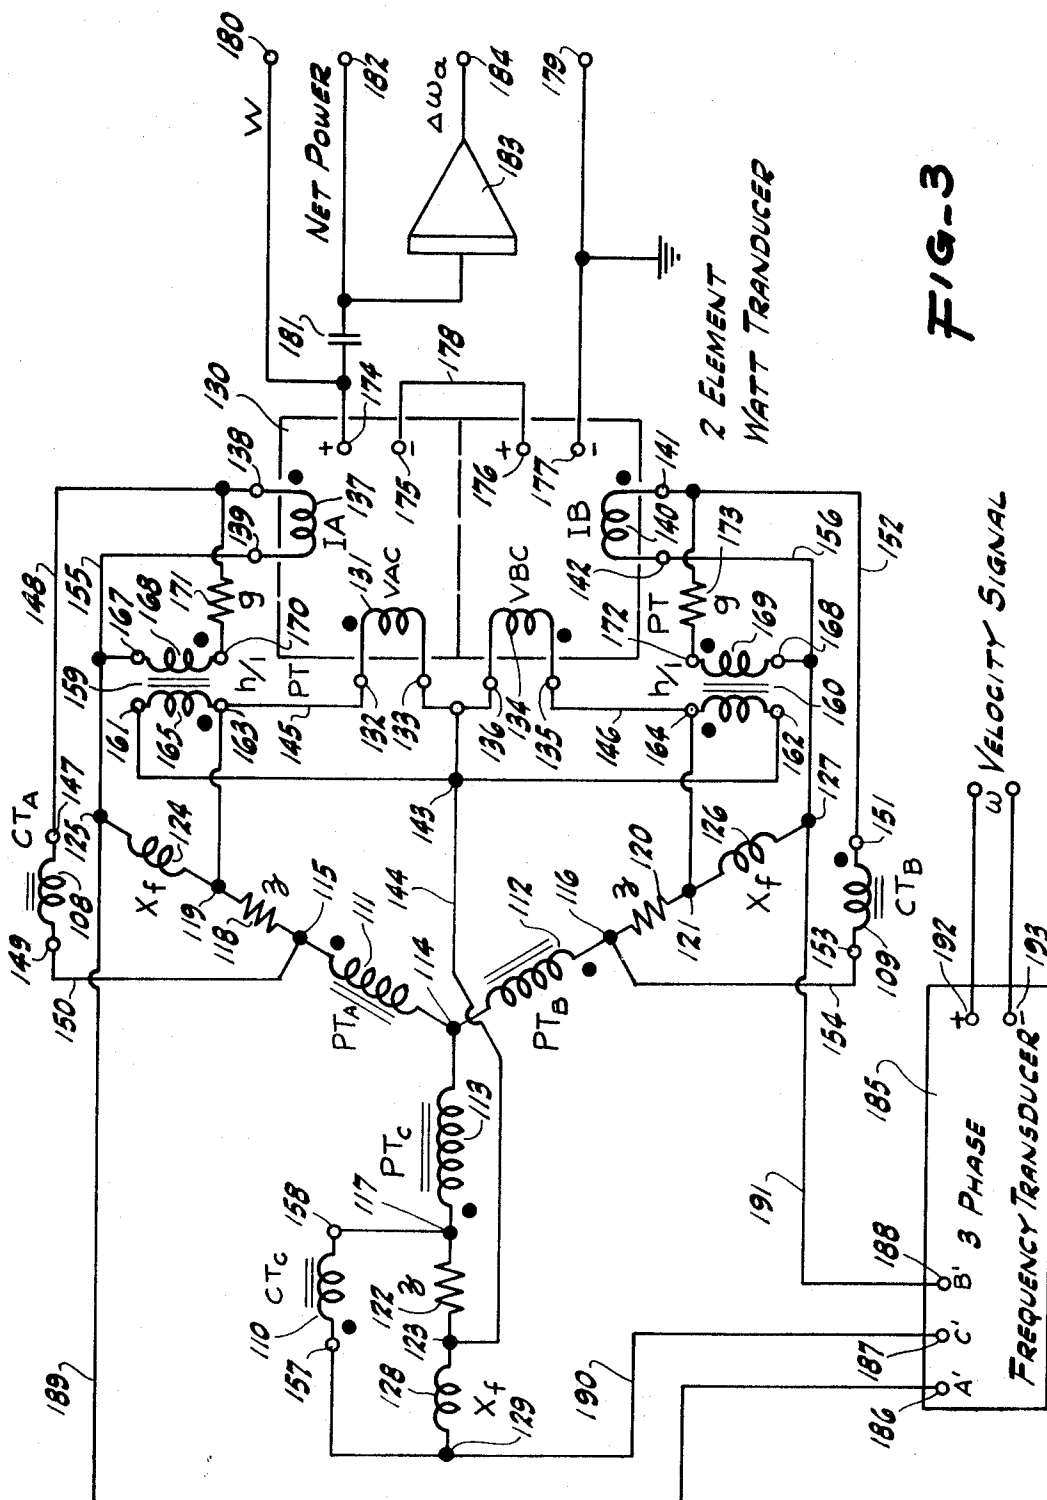 FIG-3
W
180
NET POWER
182
Δωa
184
183
179
181
178
130
+
174
-
175
+
176
-
177
2 ELEMENT
WATT TRANDUCER
138
139
137
IA
131
VAC
VBC
134
IB
140
141
142
173
156
152
148
155
167
168
171
g
170
159
h/1
PT
161
165
163
145
132
133
136
135
146
164
172
PT
g
h/1
169
168
160
162
127
143
144
CTA
147
125
108
149
150
124
Xf
119
118
z
115
111
PTA
114
112
116
PTB
120
z
121
126
Xf
151
CTB
153
109
154
PTC
113
117
158
CTC
110
157
122
z
123
128
Xf
129
189
190
191
192
+
193
-
ω
VELOCITY SIGNAL
185
3 PHASE
FREQUENCY TRANSDUCER
188
B'
187
C'
186
A'